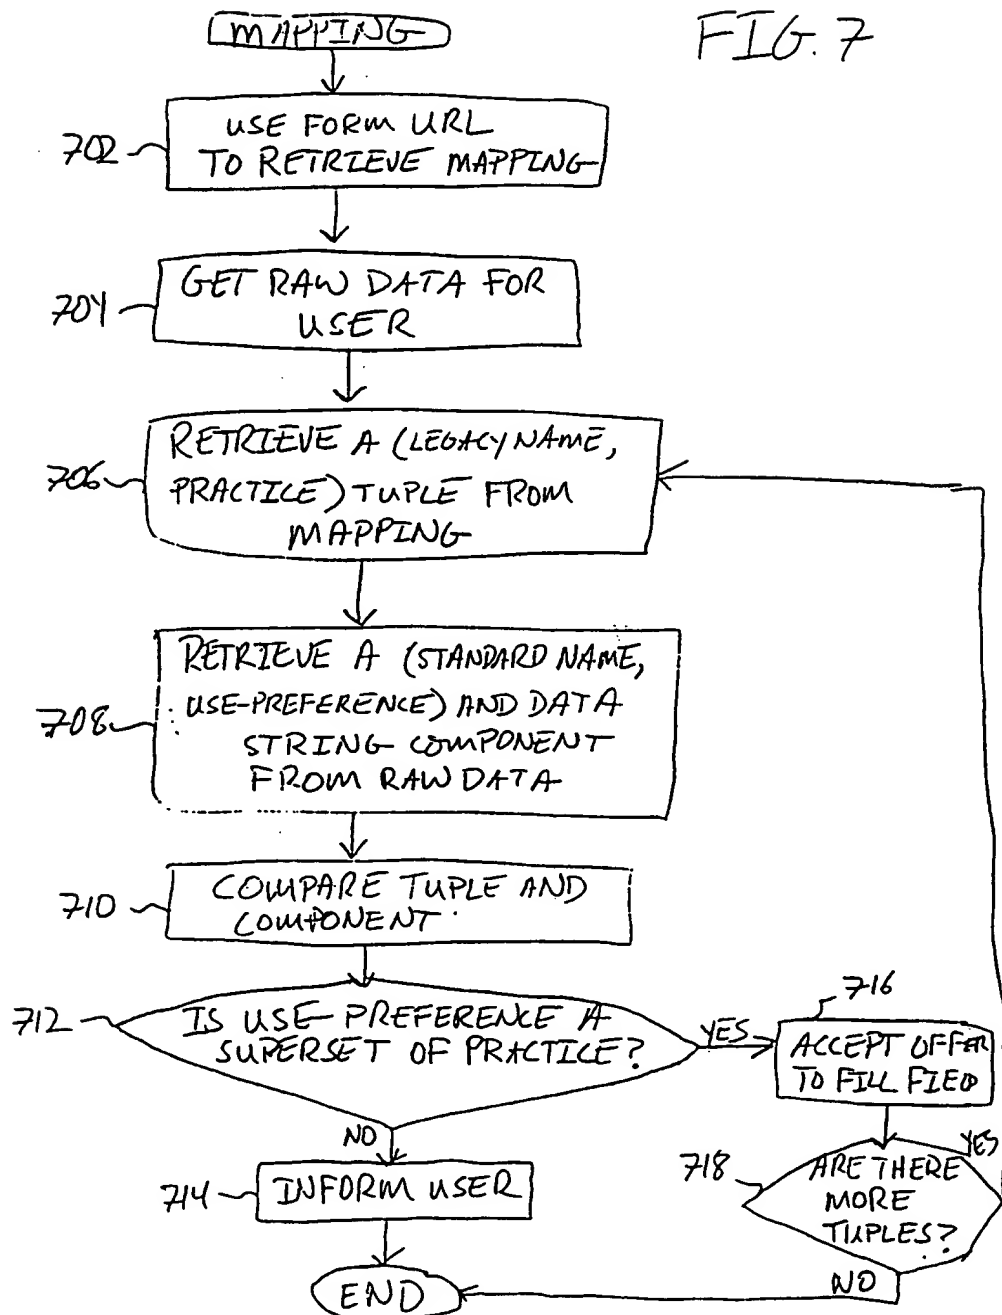 FIG. 7
MAPPING
702
USE FORM URL
TO RETRIEVE MAPPING
704
GET RAW DATA FOR
USER
706
RETRIEVE A (LEGACY NAME,
PRACTICE) TUPLE FROM
MAPPING
708
RETRIEVE A (STANDARD NAME,
USE-PREFERENCE) AND DATA
STRING COMPONENT
FROM RAW DATA
710
COMPARE TUPLE AND
COMPONENT
712
IS USE-PREFERENCE A
SUPERSET OF PRACTICE?
YES
716
ACCEPT OFFER
TO FILL FIELD
NO
714
INFORM USER
718
ARE THERE
MORE
TUPLES?
YES
NO
END